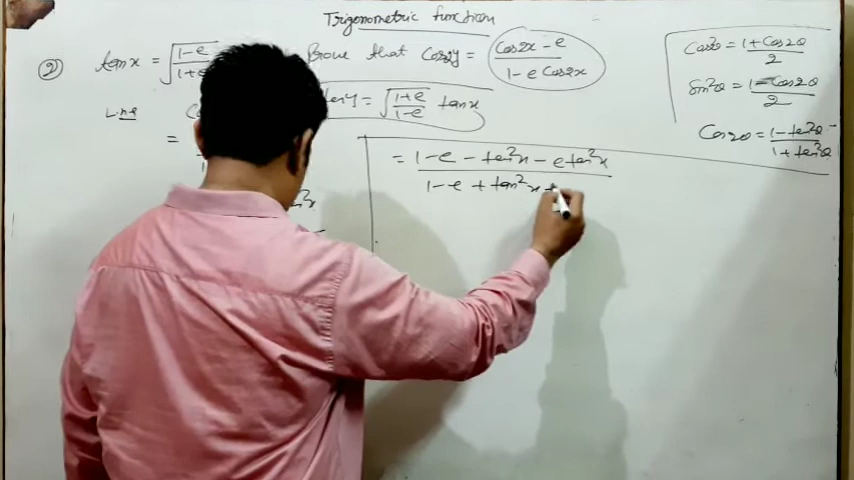 Trigonometric function
② tan x = √(1-e / 1+e Prove that Cos2y = Cos2x - e / 1 - e Cos2x
tan y = √(1+e / 1-e) tan x
L.H.S
=
= 1 - e - tan²x - e tan²x / 1 - e + tan²x +
Cos²θ = 1 + Cos2θ / 2
Sin²θ = 1 - Cos2θ / 2
Cos2θ = 1 - tan²θ / 1 + tan²θ